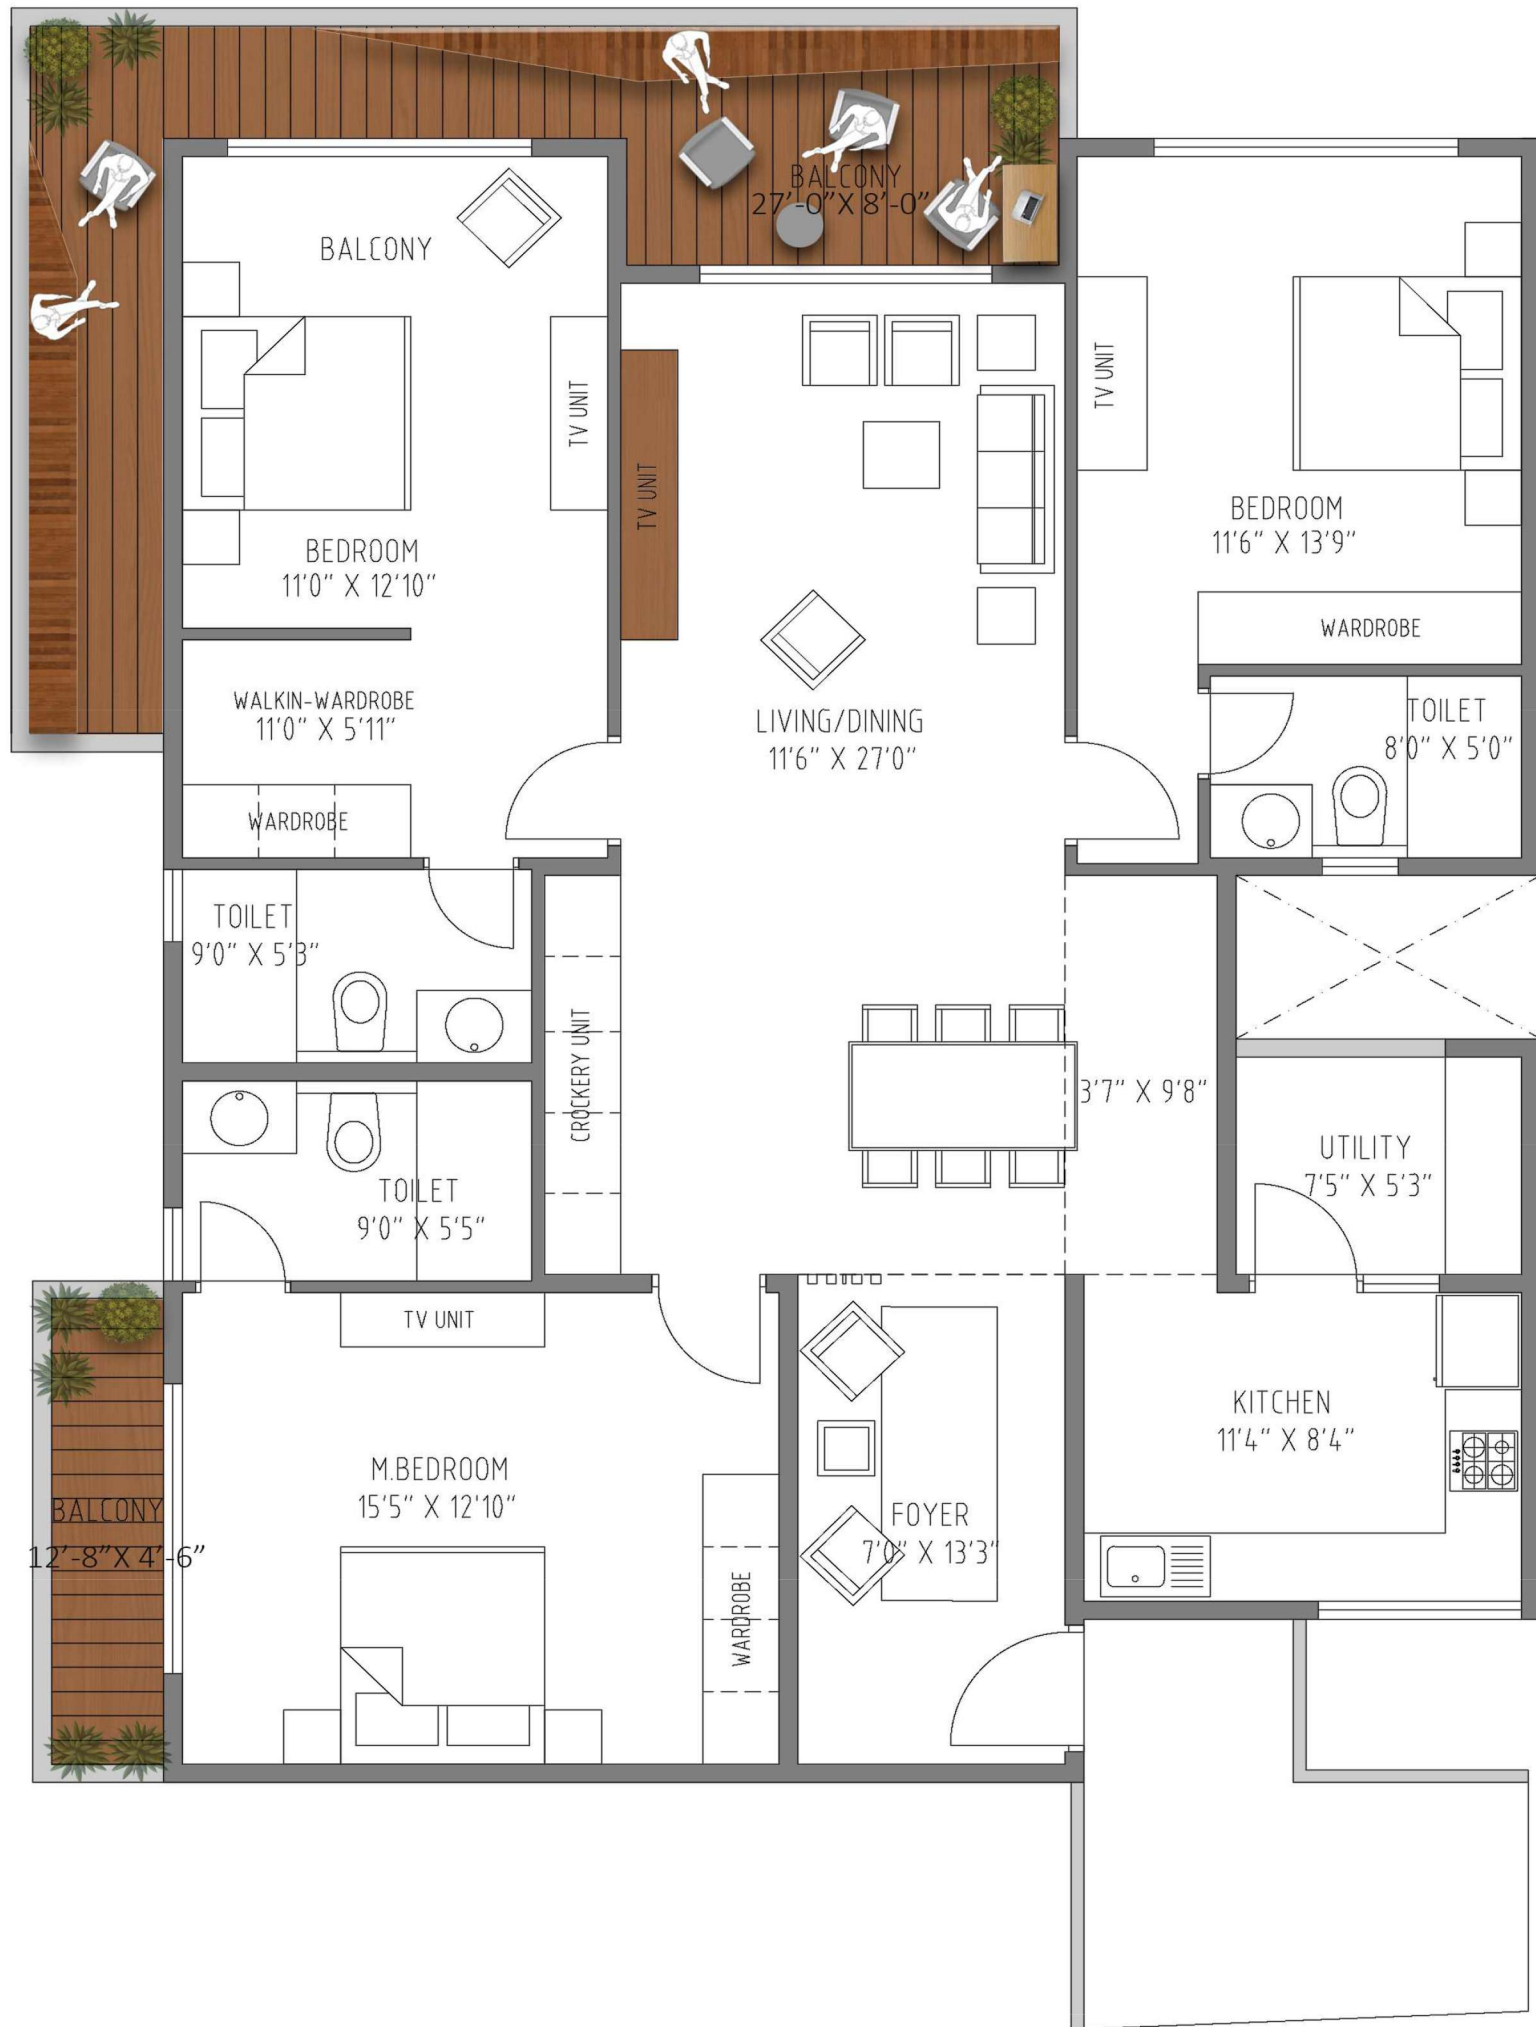 BALCONY
27'-0"X 8'-0"
BALCONY
TV UNIT
TV UNIT
TV UNIT
BEDROOM
11'0" X 12'10"
BEDROOM
11'6" X 13'9"
WARDROBE
WALKIN-WARDROBE
11'0" X 5'11"
LIVING/DINING
11'6" X 27'0"
TOILET
8'0" X 5'0"
WARDROBE
TOILET
9'0" X 5'3"
CROCKERY UNIT
3'7" X 9'8"
UTILITY
7'5" X 5'3"
TOILET
9'0" X 5'5"
TV UNIT
KITCHEN
11'4" X 8'4"
M.BEDROOM
15'5" X 12'10"
BALCONY
12'-8"X 4'-6"
FOYER
7'0" X 13'3"
WARDROBE